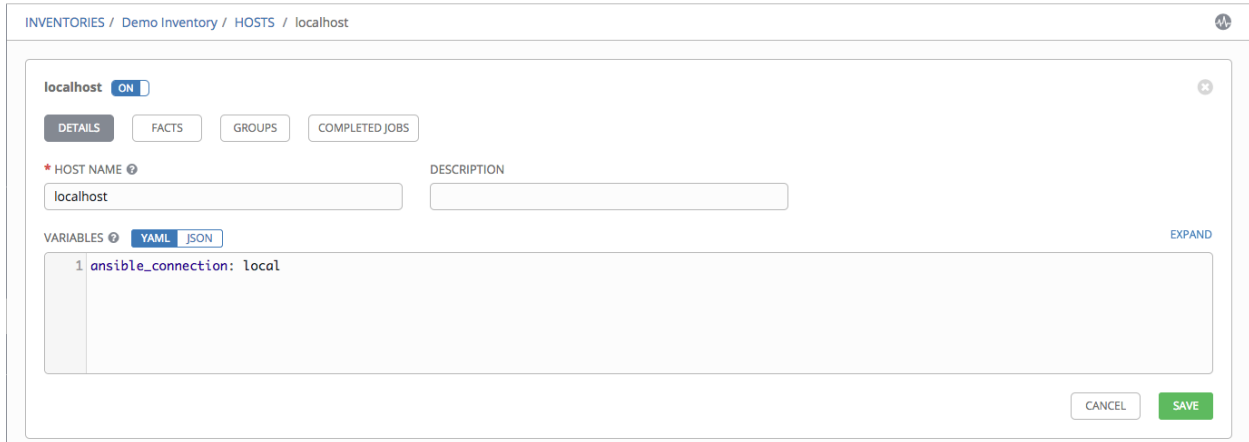 INVENTORIES / Demo Inventory / HOSTS / localhost
localhost ON
DETAILS FACTS GROUPS COMPLETED JOBS
* HOST NAME DESCRIPTION
localhost
VARIABLES YAML JSON EXPAND
1 ansible_connection: local
CANCEL SAVE